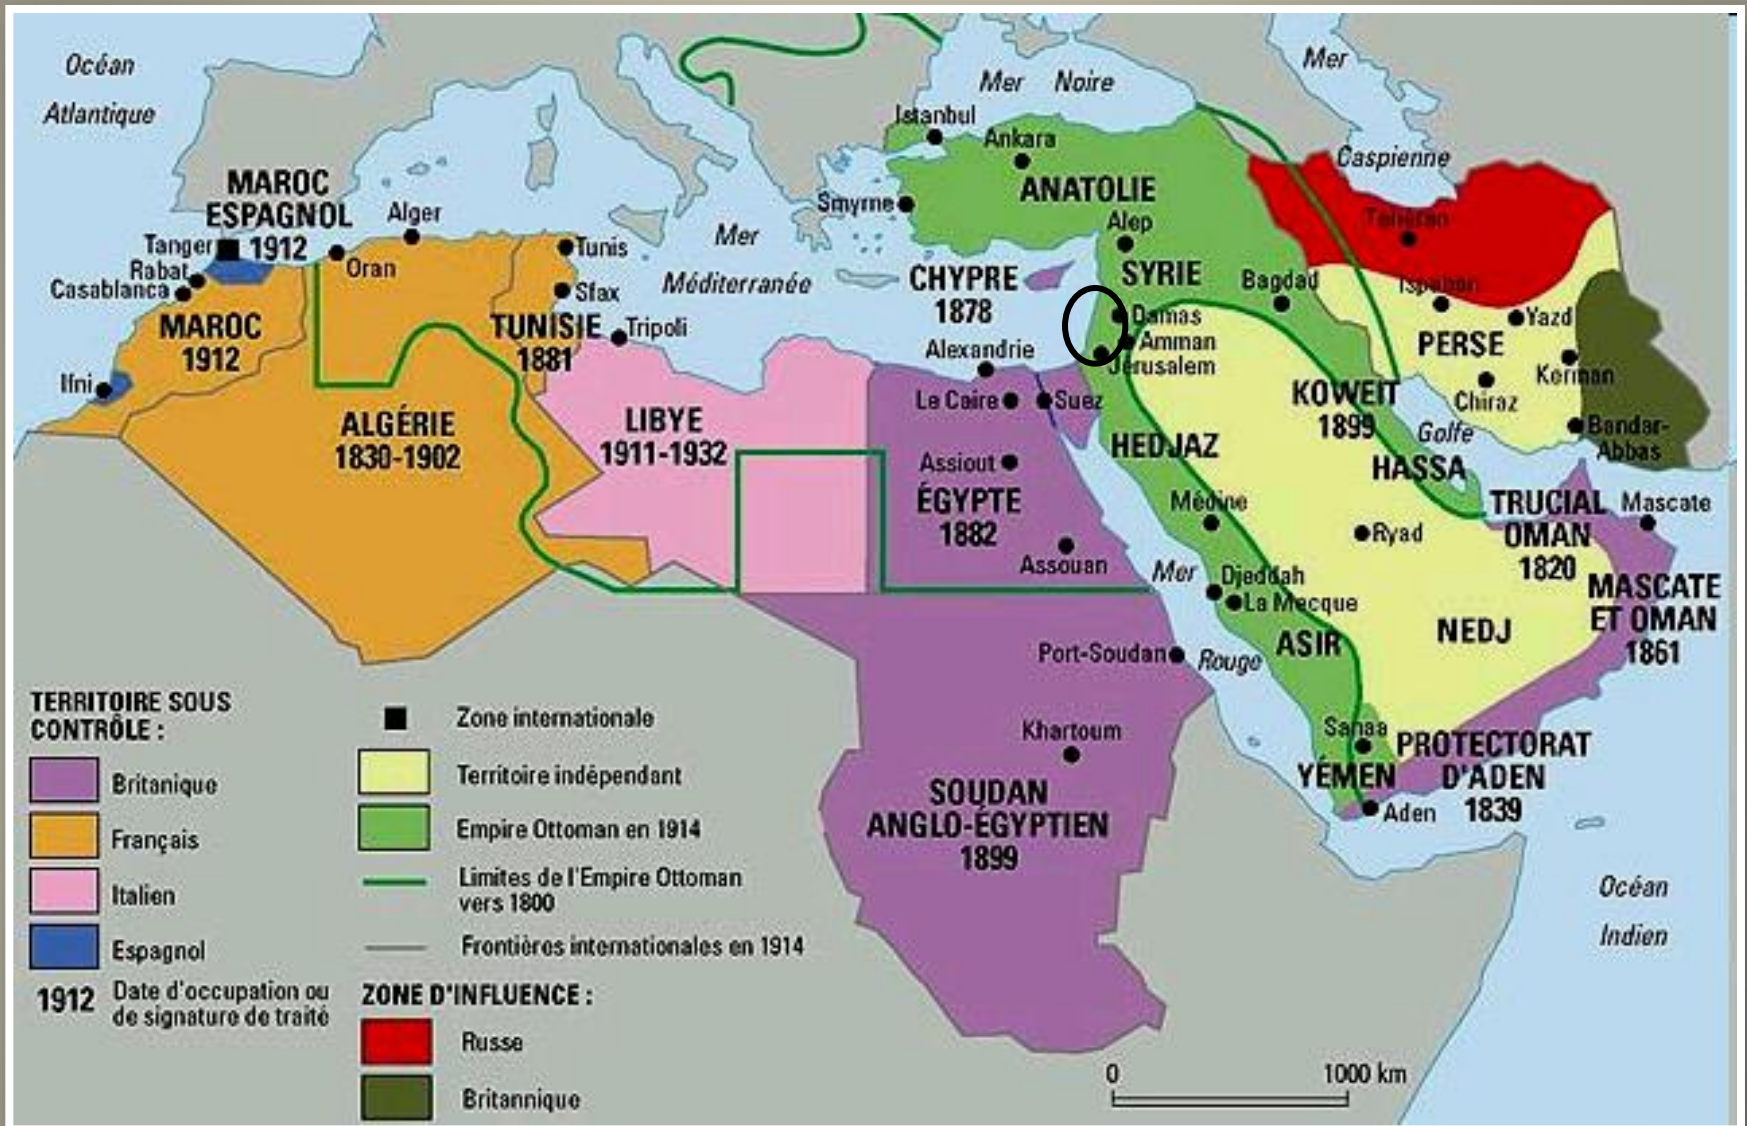 Océan
Atlantique
Mer
Mer Noire
Caspienne
Istanbul
Ankara
ANATOLIE
Smyrne
Alep
SYRIE
Bagdad
Téhéran
Ispahan
Yazd
PERSE
Kerman
Chiraz
Bandar-
Abbas
MAROC
ESPAGNOL
1912
Tanger
Rabat
Casablanca
Alger
Oran
Tunis
Sfax
Mer
Méditerranée
CHYPRE
1878
Damas
Amman
Jérusalem
MAROC
1912
TUNISIE
1881
Tripoli
Alexandrie
Ifni
ALGÉRIE
1830-1902
LIBYE
1911-1932
Le Caire
Suez
KOWEIT
1899
Golfe
HASSA
HEDJAZ
Assiout
ÉGYPTE
1882
Assouan
Médine
Ryad
TRUCIAL
OMAN
1820
Mascate
MASCATE
ET OMAN
1861
Mer
Rouge
Djeddah
La Mecque
ASIR
NEDJ
Port-Soudan
Khartoum
SOUDAN
ANGLO-ÉGYPTIEN
1899
Sanaa
YÉMEN
PROTECTORAT
D'ADEN
1839
Aden
Océan
Indien
TERRITOIRE SOUS
CONTRÔLE :
Britanique
Français
Italien
Espagnol
1912
Date d'occupation ou
de signature de traité
Zone internationale
Territoire indépendant
Empire Ottoman en 1914
Limites de l'Empire Ottoman
vers 1800
Frontières internationales en 1914
ZONE D'INFLUENCE :
Russe
Britannique
0
1000 km